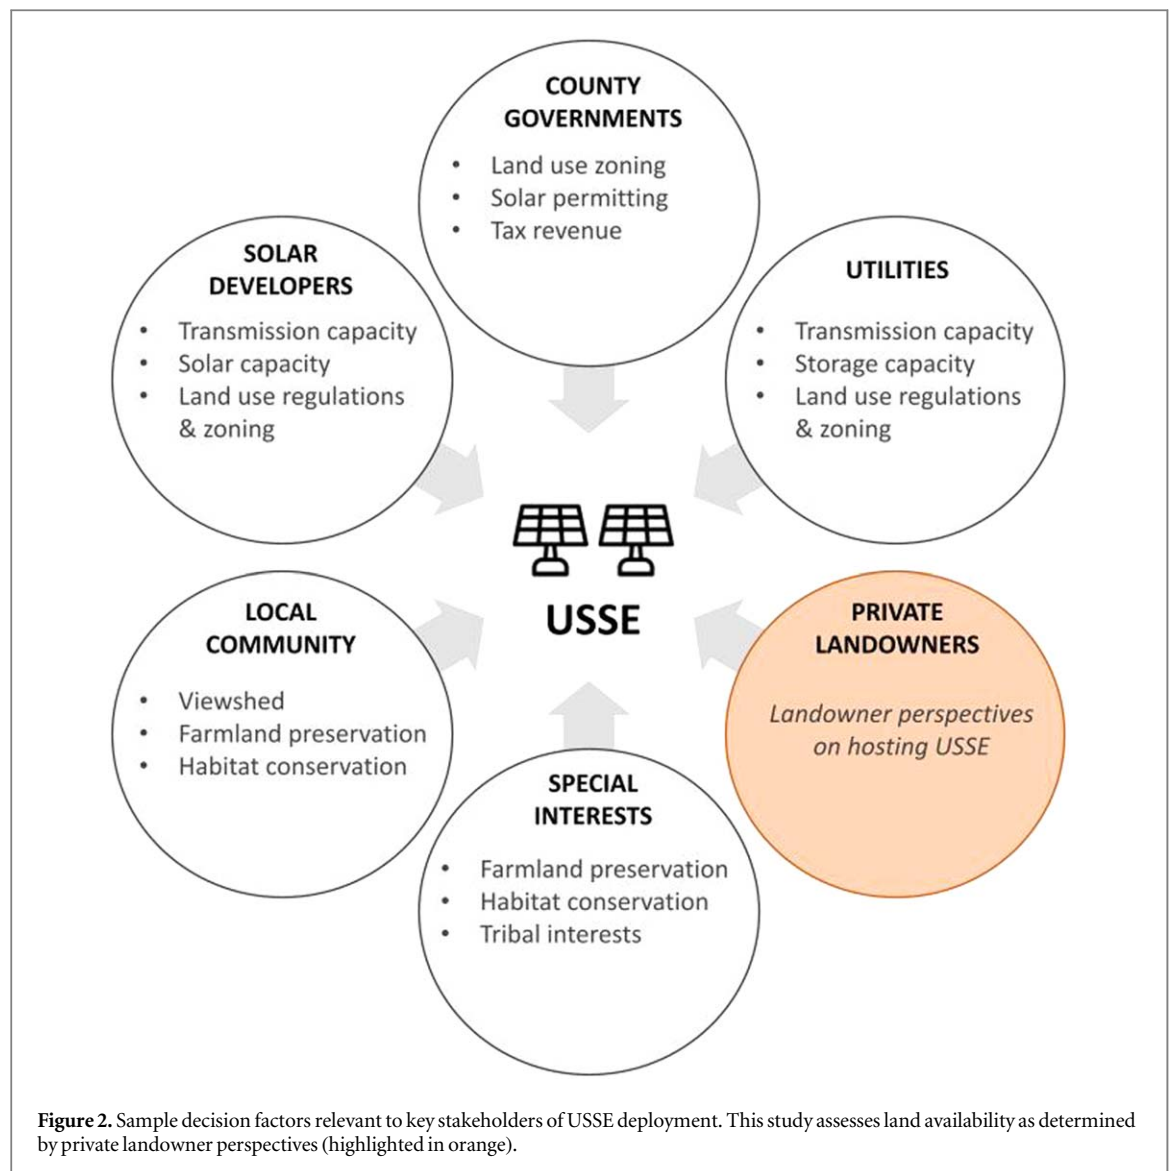 COUNTY
GOVERNMENTS
• Land use zoning
• Solar permitting
• Tax revenue
SOLAR
DEVELOPERS
• Transmission capacity
• Solar capacity
• Land use regulations
& zoning
UTILITIES
• Transmission capacity
• Storage capacity
• Land use regulations
& zoning
USSE
LOCAL
COMMUNITY
• Viewshed
• Farmland preservation
• Habitat conservation
PRIVATE
LANDOWNERS
Landowner perspectives
on hosting USSE
SPECIAL
INTERESTS
• Farmland preservation
• Habitat conservation
• Tribal interests
Figure 2. Sample decision factors relevant to key stakeholders of USSE deployment. This study assesses land availability as determined
by private landowner perspectives (highlighted in orange).